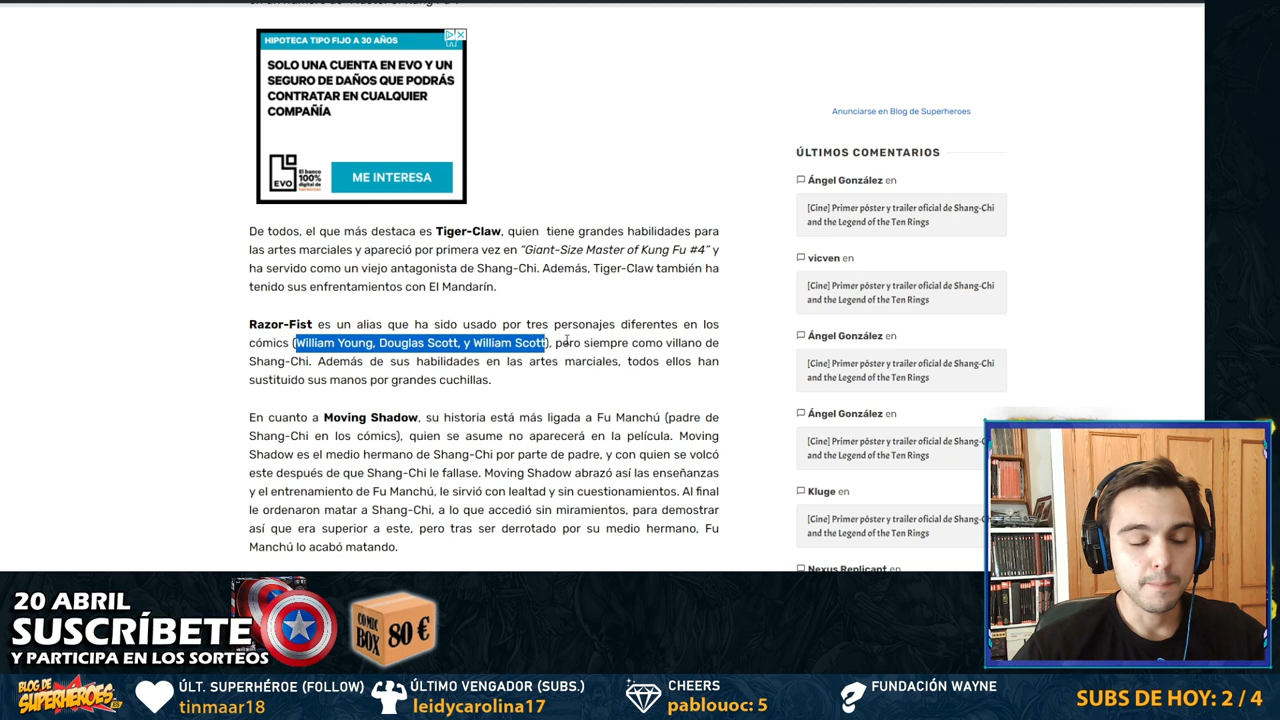 HIPOTECA TIPO FIJO A 30 AÑOS
SOLO UNA CUENTA EN EVO Y UN
SEGURO DE DAÑOS QUE PODRÁS
CONTRATAR EN CUALQUIER
COMPAÑÍA
EVO
El banco
100%
digital de
ME INTERESA
De todos, el que más destaca es Tiger-Claw, quien tiene grandes habilidades para
las artes marciales y apareció por primera vez en "Giant-Size Master of Kung Fu #4" y
ha servido como un viejo antagonista de Shang-Chi. Además, Tiger-Claw también ha
tenido sus enfrentamientos con El Mandarín.
Razor-Fist es un alias que ha sido usado por tres personajes diferentes en los
cómics (William Young, Douglas Scott, y William Scott), pero siempre como villano de
Shang-Chi. Además de sus habilidades en las artes marciales, todos ellos han
sustituido sus manos por grandes cuchillas.
En cuanto a Moving Shadow, su historia está más ligada a Fu Manchú (padre de
Shang-Chi en los cómics), quien se asume no aparecerá en la película. Moving
Shadow es el medio hermano de Shang-Chi por parte de padre, y con quien se volcó
este después de que Shang-Chi le fallase. Moving Shadow abrazó así las enseñanzas
y el entrenamiento de Fu Manchú, le sirvió con lealtad y sin cuestionamientos. Al final
le ordenaron matar a Shang-Chi, a lo que accedió sin miramientos, para demostrar
así que era superior a este, pero tras ser derrotado por su medio hermano, Fu
Manchú lo acabó matando.
Anunciarse en Blog de Superheroes
ÚLTIMOS COMENTARIOS
Ángel González en
[Cine] Primer póster y trailer oficial de Shang-Chi
and the Legend of the Ten Rings
vicven en
[Cine] Primer póster y trailer oficial de Shang-Chi
and the Legend of the Ten Rings
Ángel González en
[Cine] Primer póster y trailer oficial de Shang-Chi
and the Legend of the Ten Rings
Ángel González en
[Cine] Primer póster y trailer oficial de Shang-C
and the Legend of the Ten Rings
Kluge en
[Cine] Primer póster y trailer oficial de Shang-C
and the Legend of the Ten Rings
Nexus Replicant en
20 ABRIL
SUSCRÍBETE
Y PARTICIPA EN LOS SORTEOS
COMIC
BOX
80 €
BLOG DE
SUPERHEROES.ES
ÚLT. SUPERHÉROE (FOLLOW)
tinmaar18
ÚLTIMO VENGADOR (SUBS.)
leidycarolina17
CHEERS
pablouoc: 5
FUNDACIÓN WAYNE
SUBS DE HOY: 2 / 4